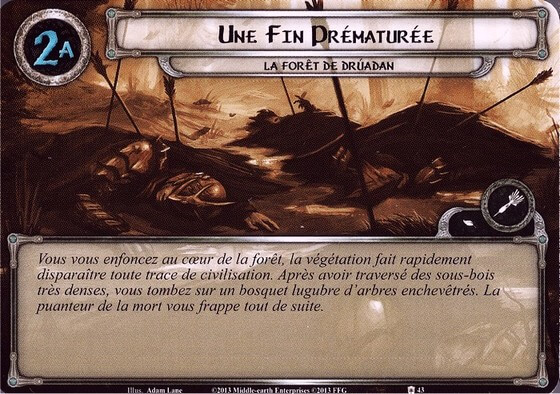 2A
Une Fin Prématurée
La Forêt de Drúadan
Vous vous enfoncez au cœur de la forêt, la végétation fait rapidement
disparaître toute trace de civilisation. Après avoir traversé des sous-bois
très denses, vous tombez sur un bosquet lugubre d'arbres enchevêtrés. La
puanteur de la mort vous frappe tout de suite.
Illus. Adam Lane ©2013 Middle-earth Enterprises ©2013 FFG 43